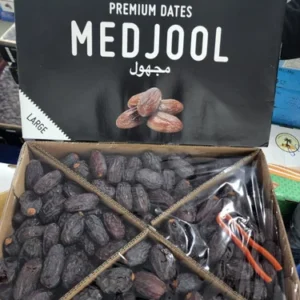 PREMIUM DATES
MEDJOOL
مجهول
LARGE